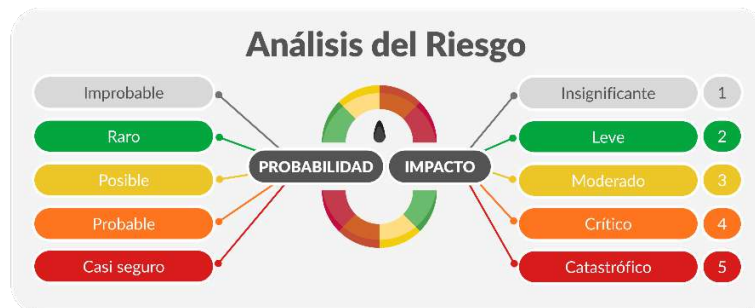 Análisis del Riesgo
Improbable
Raro
Posible
Probable
Casi seguro
PROBABILIDAD
IMPACTO
Insignificante 1
Leve 2
Moderado 3
Crítico 4
Catastrófico 5